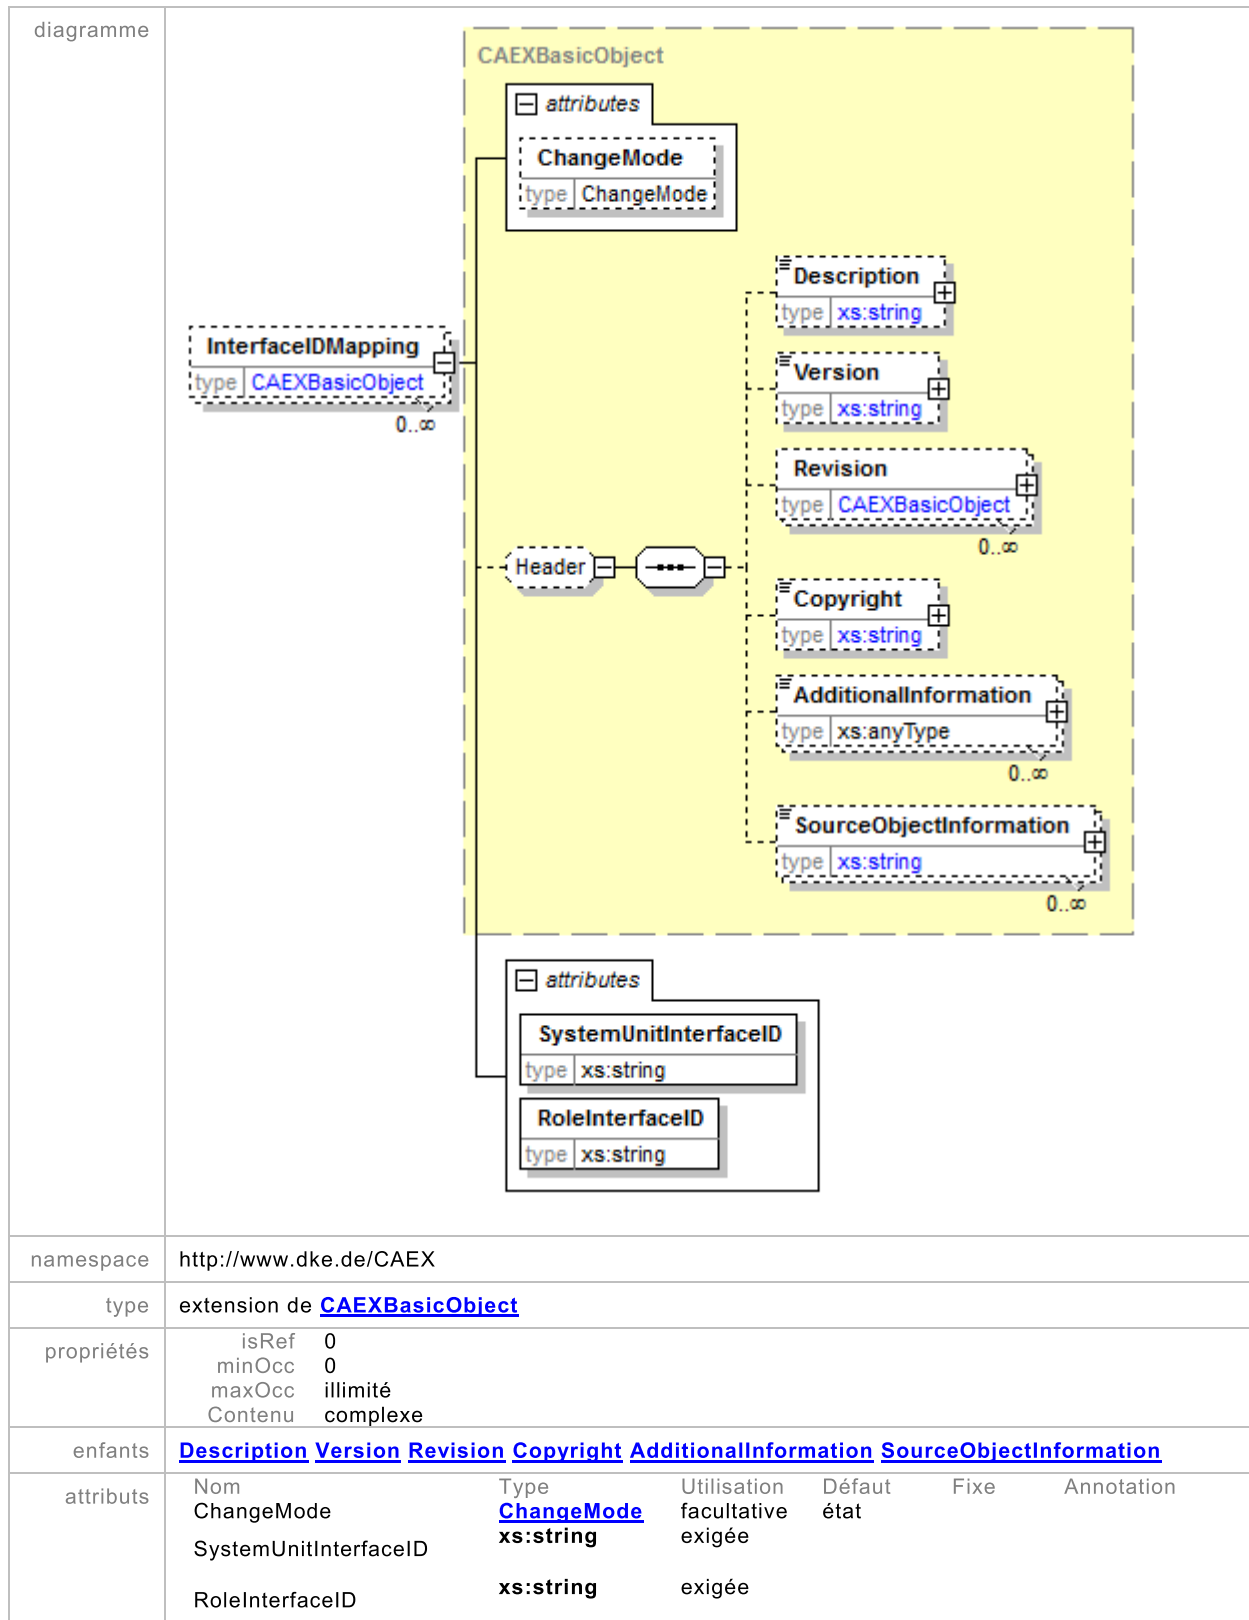 diagramme
CAEXBasicObject
attributes
ChangeMode
type ChangeMode
Description
type xs:string
Version
type xs:string
InterfaceIDMapping
type CAEXBasicObject
0..∞
Revision
type CAEXBasicObject
0..∞
Header
Copyright
type xs:string
AdditionalInformation
type xs:anyType
0..∞
SourceObjectInformation
type xs:string
0..∞
attributes
SystemUnitInterfaceID
type xs:string
RoleInterfaceID
type xs:string
namespace http://www.dke.de/CAEX
type extension de CAEXBasicObject
propriétés
isRef 0
minOcc 0
maxOcc illimité
Contenu complexe
enfants Description Version Revision Copyright AdditionalInformation SourceObjectInformation
attributs
Nom Type Utilisation Défaut Fixe Annotation
ChangeMode ChangeMode facultative état
SystemUnitInterfaceID xs:string exigée
RoleInterfaceID xs:string exigée